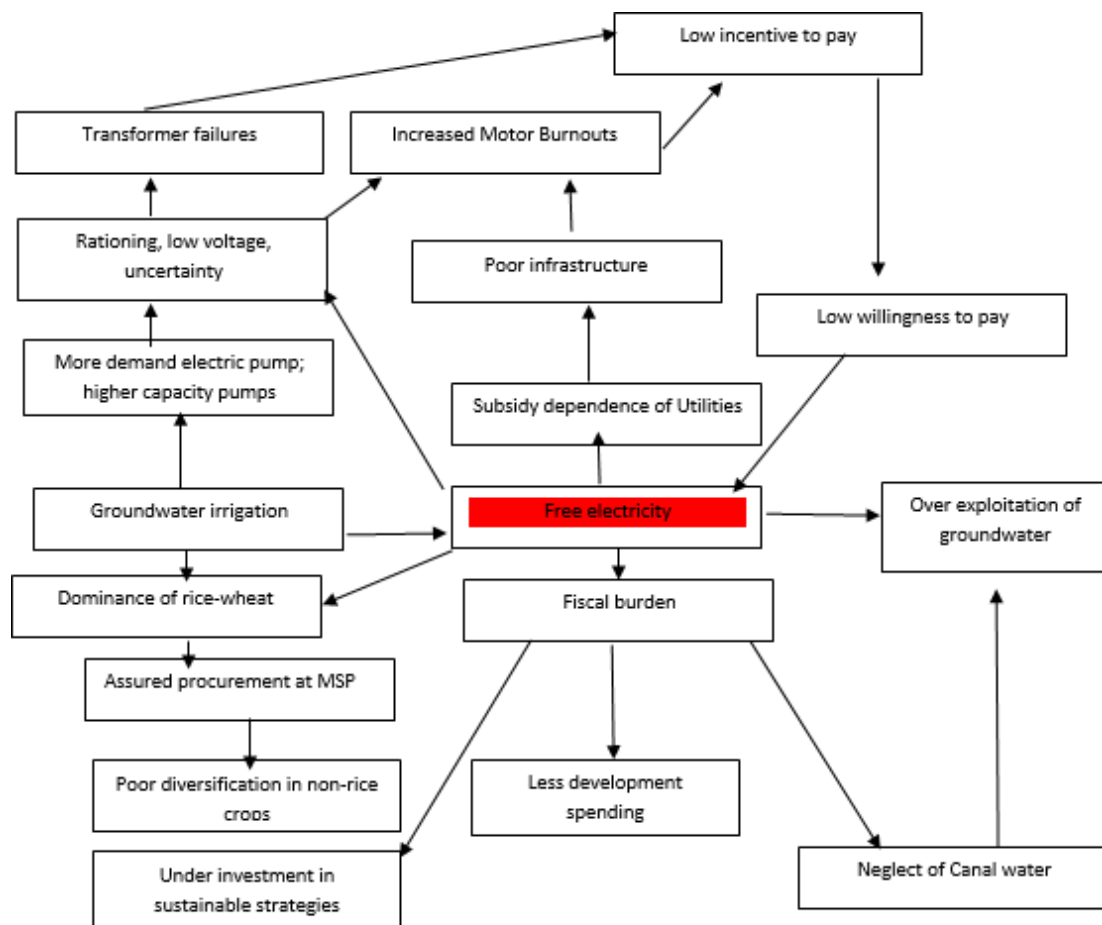 Low incentive to pay
Transformer failures
Increased Motor Burnouts
Rationing, low voltage,
uncertainty
Poor infrastructure
Low willingness to pay
More demand electric pump;
higher capacity pumps
Subsidy dependence of Utilities
Groundwater irrigation
Free electricity
Over exploitation of
groundwater
Dominance of rice-wheat
Fiscal burden
Assured procurement at MSP
Poor diversification in non-rice
crops
Less development
spending
Under investment in
sustainable strategies
Neglect of Canal water